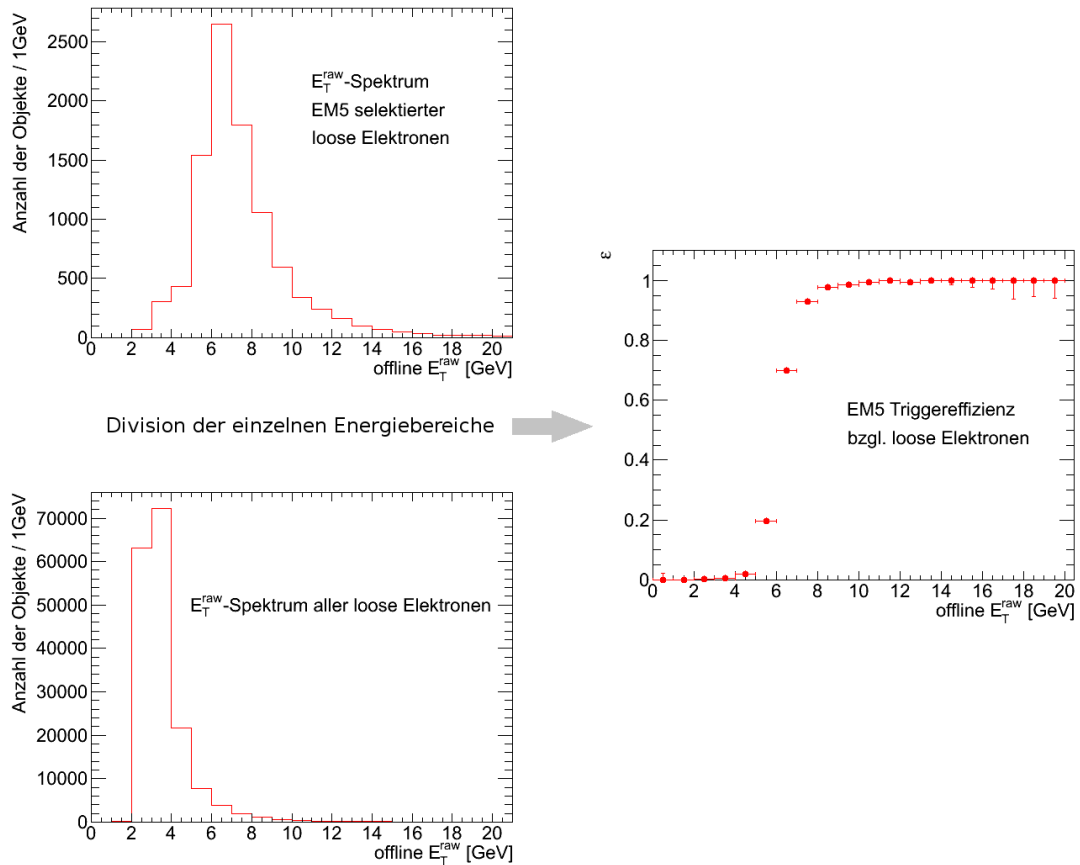 Anzahl der Objekte / 1GeV
2500
2000
1500
1000
500
0
E_T^raw-Spektrum
EM5 selektierter
loose Elektronen
0 2 4 6 8 10 12 14 16 18 20
offline E_T^raw [GeV]
Division der einzelnen Energiebereiche
Anzahl der Objekte / 1GeV
70000
60000
50000
40000
30000
20000
10000
0
E_T^raw-Spektrum aller loose Elektronen
0 2 4 6 8 10 12 14 16 18 20
offline E_T^raw [GeV]
ε
1
0.8
0.6
0.4
0.2
0
EM5 Triggereffizienz
bzgl. loose Elektronen
0 2 4 6 8 10 12 14 16 18 20
offline E_T^raw [GeV]